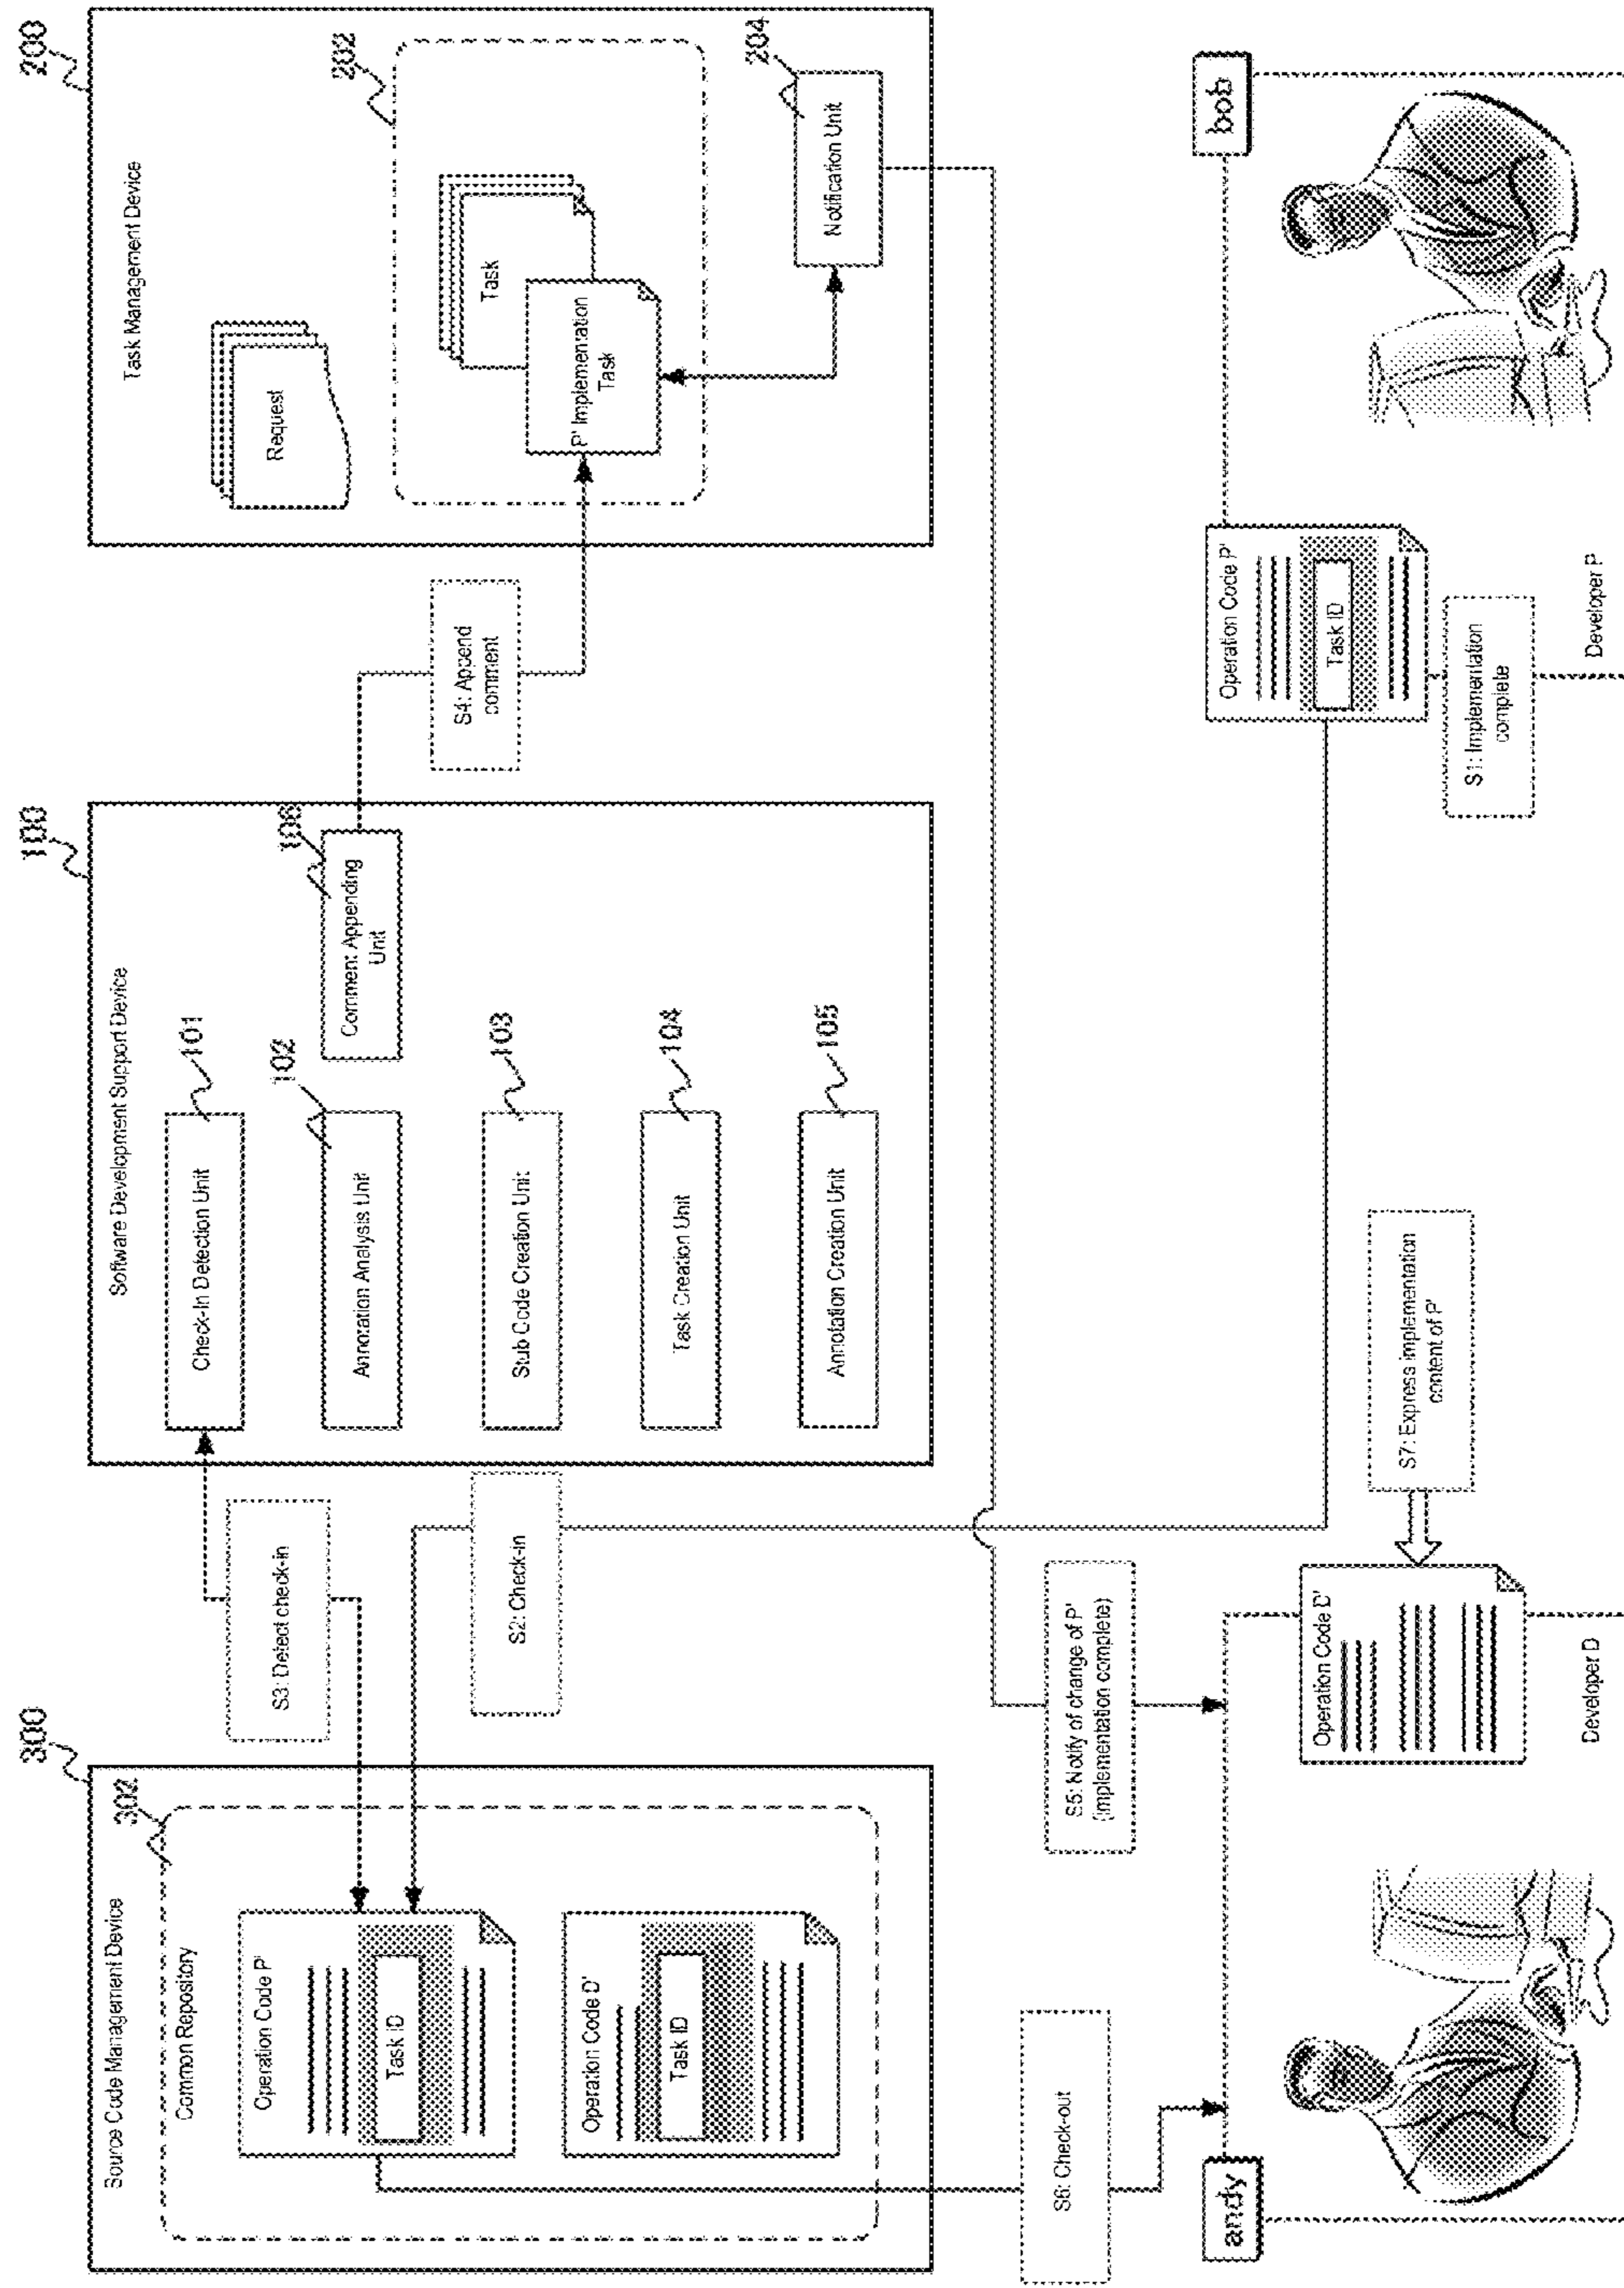 300
Source Code Management Device
302
Common Repository
Operation Code P'
Task ID
Operation Code D'
Task ID
S3: Detect check-in
S2: Check-in
100
Software Development Support Device
Check-In Detection Unit
101
Annotation Analysis Unit
102
Comment Appending
Unit
106
Stub Code Creation Unit
103
Task Creation Unit
104
Annotation Creation Unit
105
S4: Append
comment
200
Task Management Device
Request
202
Task
P' Implementation
Task
204
Notification Unit
S6: Check-out
S5: Notify of change of P'
(implementation complete)
andy
Operation Code D'
S7: Express implementation
content of P'
Developer D
bob
Operation Code P'
Task ID
S1: Implementation
complete
Developer P